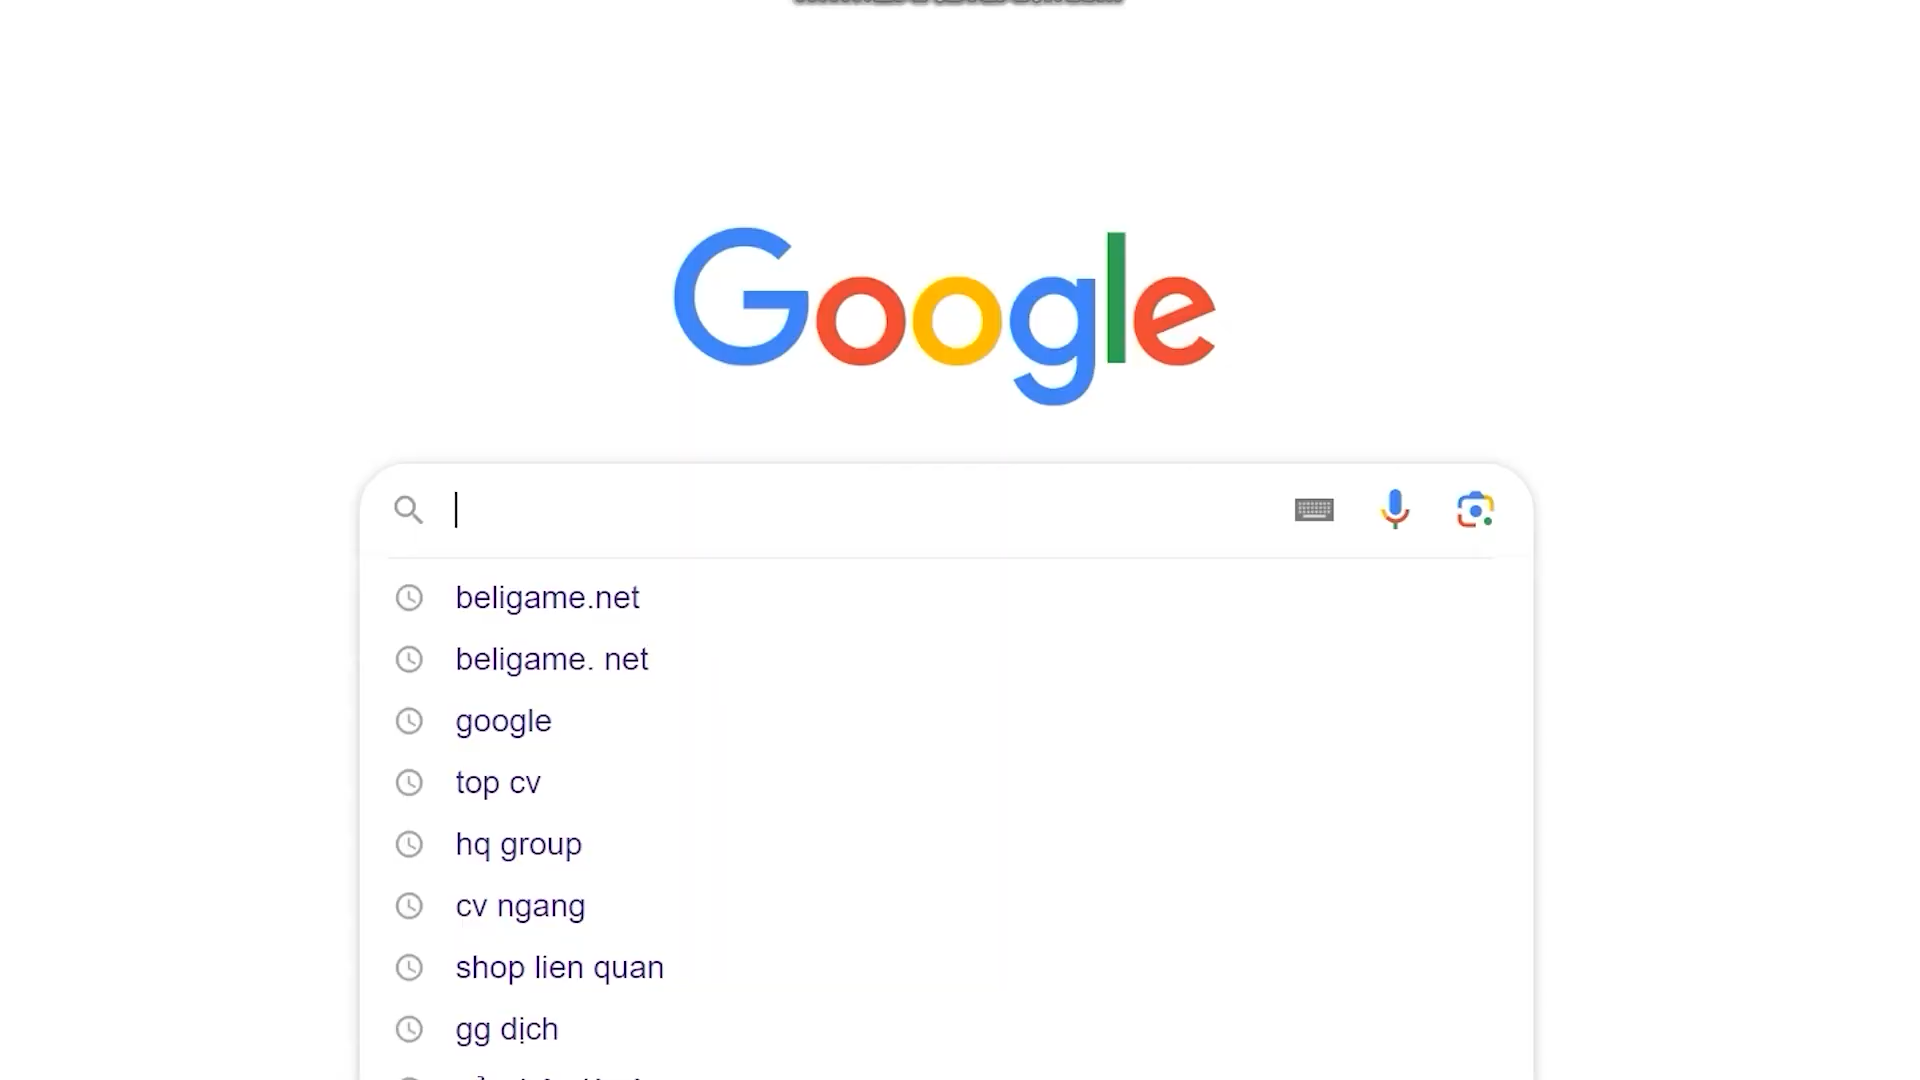 Google
beligame.net
beligame. net
google
top cv
hq group
cv ngang
shop lien quan
gg dịch